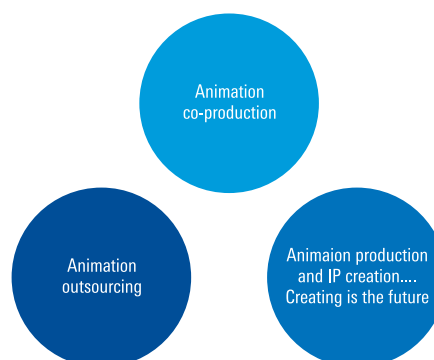 Animation
co-production
Animation
outsourcing
Animaion production
and IP creation....
Creating is the future